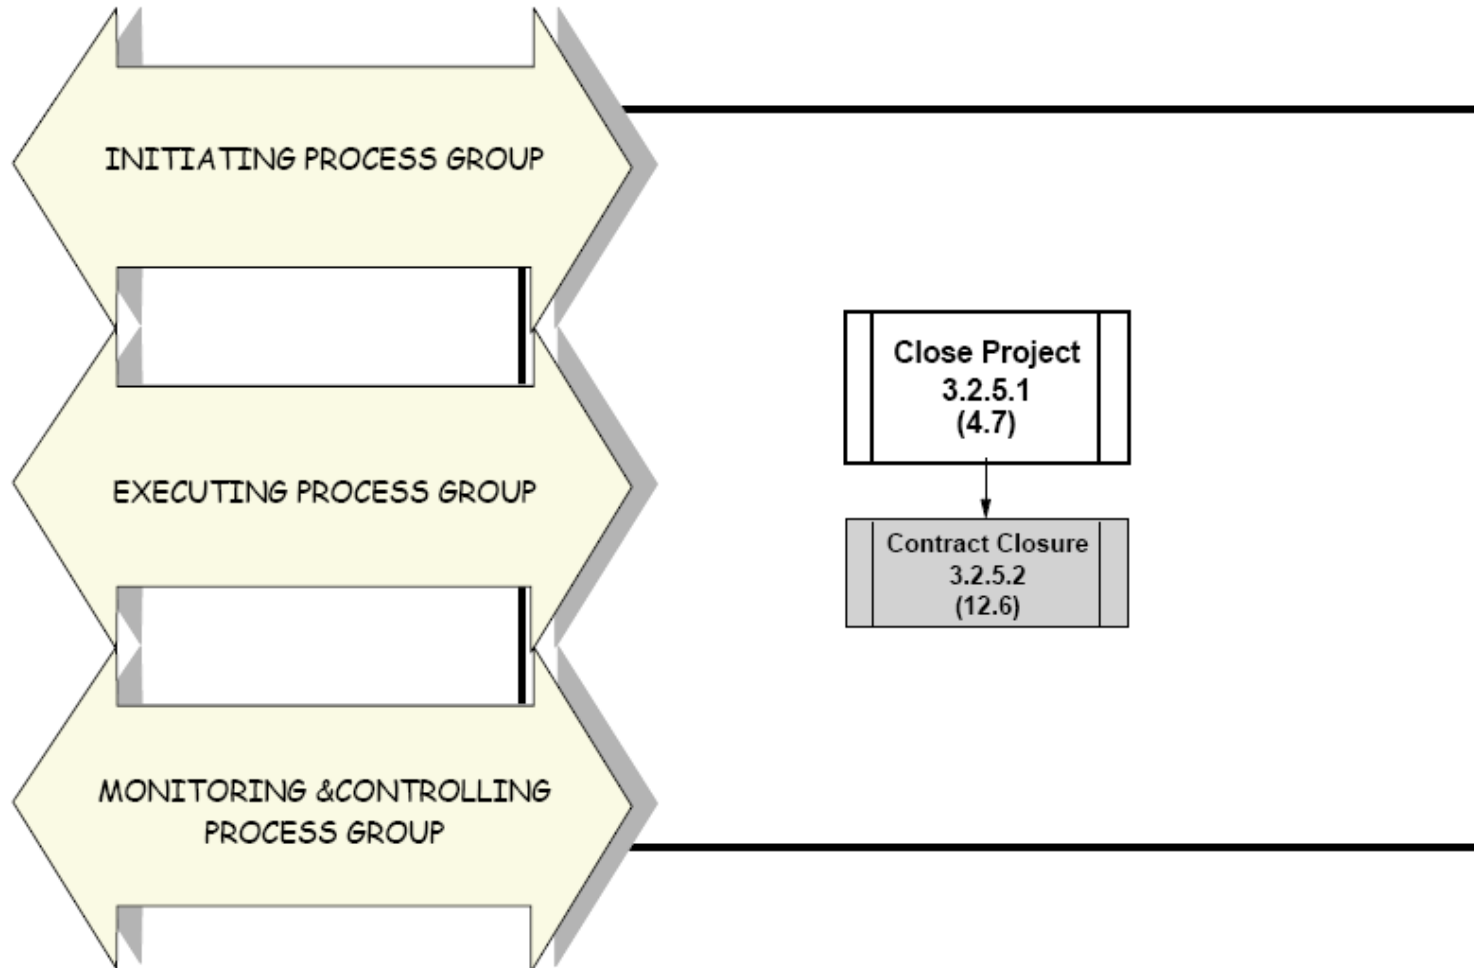 INITIATING PROCESS GROUP
Close Project
3.2.5.1
(4.7)
EXECUTING PROCESS GROUP
Contract Closure
3.2.5.2
(12.6)
MONITORING &CONTROLLING
PROCESS GROUP